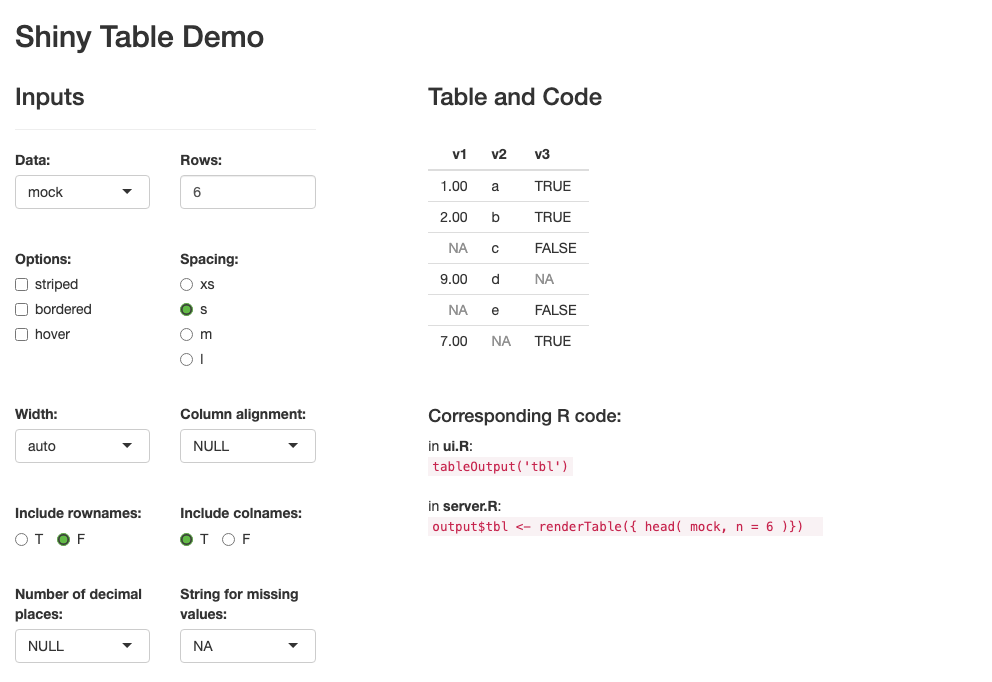 Shiny Table Demo
Inputs
Data:
Rows:
mock
6
Options:
striped
bordered
hover
Spacing:
xs
s
m
l
Width:
auto
Column alignment:
NULL
Include rownames:
T F
Include colnames:
T F
Number of decimal
places:
NULL
String for missing
values:
NA
Table and Code
v1 v2 v3
1.00 a TRUE
2.00 b TRUE
NA c FALSE
9.00 d NA
NA e FALSE
7.00 NA TRUE
Corresponding R code:
in ui.R:
tableOutput('tbl')
in server.R:
output$tbl <- renderTable({ head( mock, n = 6 )})